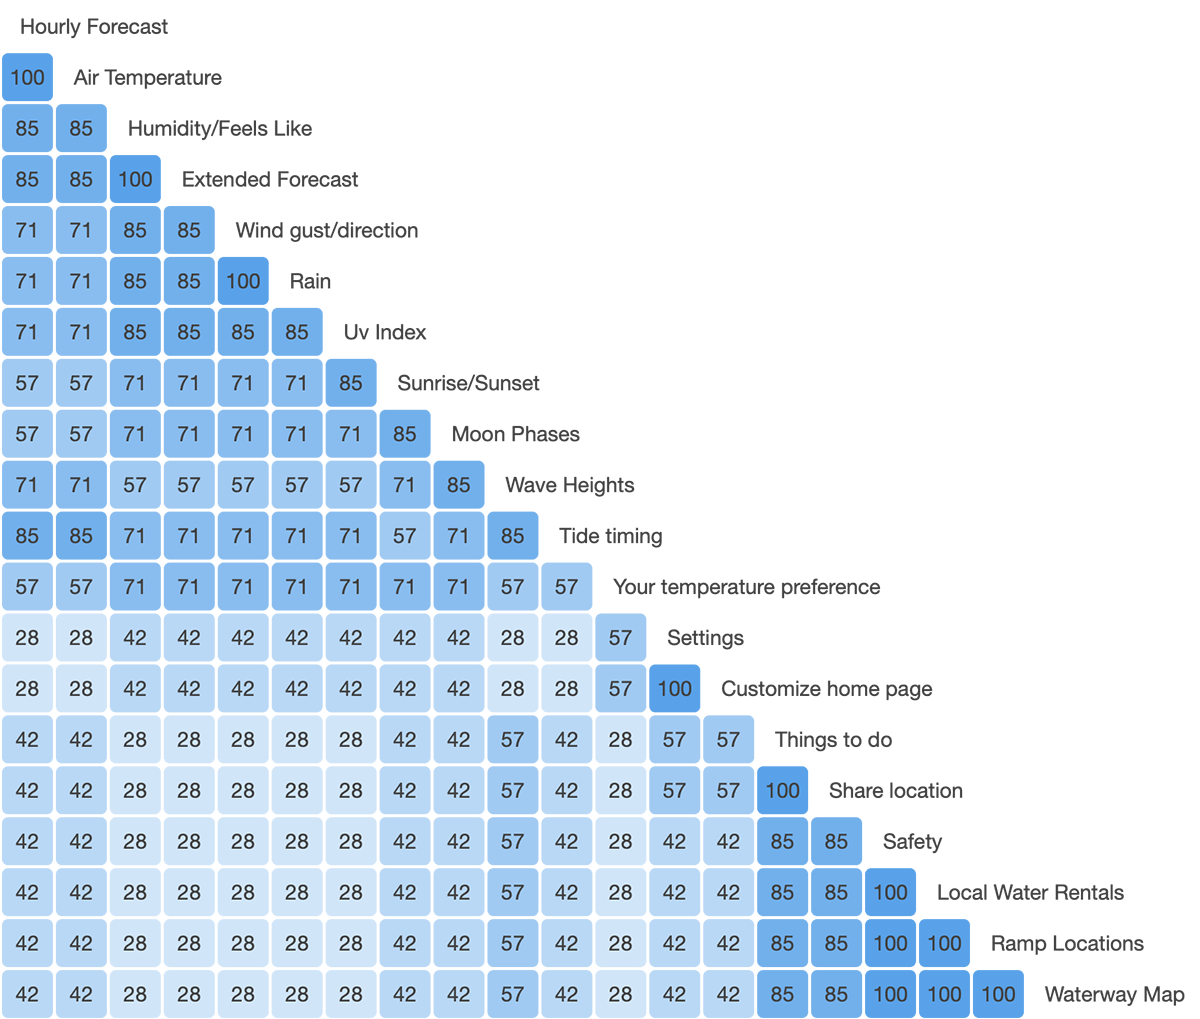 Hourly Forecast
100 Air Temperature
85 85 Humidity/Feels Like
85 85 100 Extended Forecast
71 71 85 85 Wind gust/direction
71 71 85 85 100 Rain
71 71 85 85 85 85 Uv Index
57 57 71 71 71 71 85 Sunrise/Sunset
57 57 71 71 71 71 71 85 Moon Phases
71 71 57 57 57 57 57 71 85 Wave Heights
85 85 71 71 71 71 71 57 71 85 Tide timing
57 57 71 71 71 71 71 71 71 57 57 Your temperature preference
28 28 42 42 42 42 42 42 42 28 28 57 Settings
28 28 42 42 42 42 42 42 42 28 28 57 100 Customize home page
42 42 28 28 28 28 28 42 42 57 42 28 57 57 Things to do
42 42 28 28 28 28 28 42 42 57 42 28 57 57 100 Share location
42 42 28 28 28 28 28 42 42 57 42 28 42 42 85 85 Safety
42 42 28 28 28 28 28 42 42 57 42 28 42 42 85 85 100 Local Water Rentals
42 42 28 28 28 28 28 42 42 57 42 28 42 42 85 85 100 100 Ramp Locations
42 42 28 28 28 28 28 42 42 57 42 28 42 42 85 85 100 100 100 Waterway Map